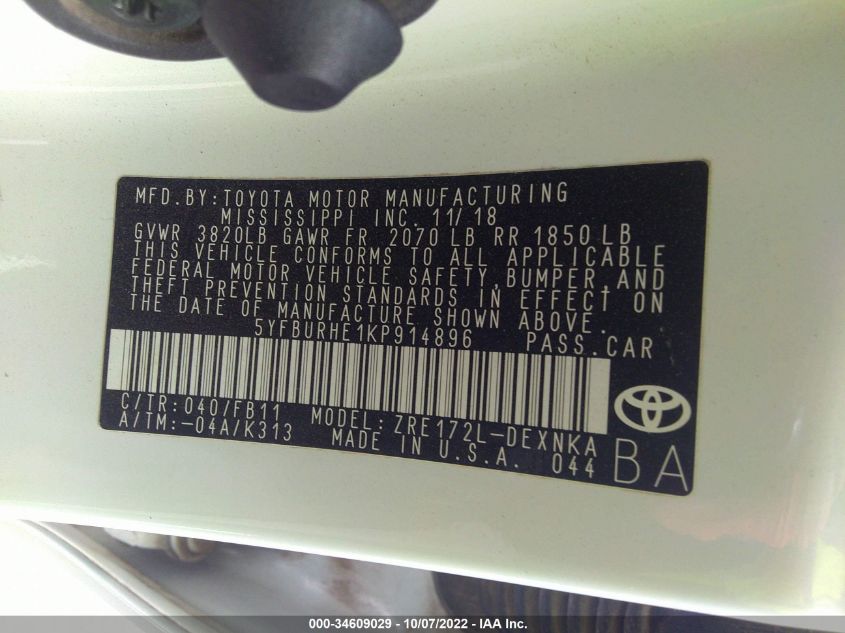 MFD.BY:TOYOTA MOTOR MANUFACTURING
MISSISSIPPI INC. 11/18
GVWR 3820LB GAWR FR 2070 LB RR 1850 LB
THIS VEHICLE CONFORMS TO ALL APPLICABLE
FEDERAL MOTOR VEHICLE SAFETY,BUMPER,AND
THEFT PREVENTION STANDARDS IN EFFECT ON
THE DATE OF MANUFACTURE SHOWN ABOVE.
5YFBURHE1KP914896 PASS.CAR
C/TR:040/FB11 MODEL:ZRE172L-DEXNKA
A/TM:-04A/K313 MADE IN U.S.A. 044
BA
000-34609029 - 10/07/2022 - IAA Inc.